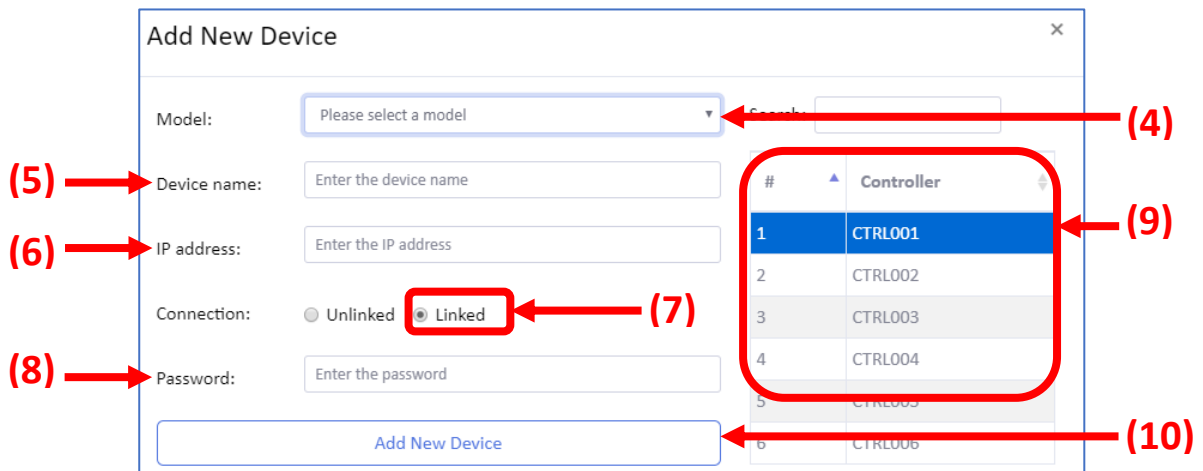 Add New Device ×
Model: Please select a model ▼ Search: (4)
(5) Device name: Enter the device name
# ▲ Controller
(6) IP address: Enter the IP address
1 CTRL001 (9)
2 CTRL002
Connection: Unlinked Linked (7)
3 CTRL003
4 CTRL004
(8) Password: Enter the password
5 CTRL005
Add New Device
6 CTRL006 (10)